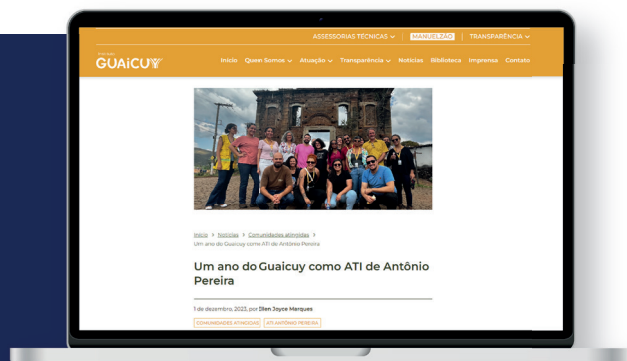 ASSESSORIAS TÉCNICAS | MANUELZÃO | TRANSPARÊNCIA
GUAiCUY
Início Quem Somos Atuação Transparência Notícias Biblioteca Imprensa Contato
Início > Notícias > Comunidades atingidas >
Um ano do Guaicuy como ATI de Antônio Pereira
Um ano do Guaicuy como ATI de Antônio
Pereira
1 de dezembro, 2023, por Ellen Joyce Marques
COMUNIDADES ATINGIDAS ATI ANTÔNIO PEREIRA